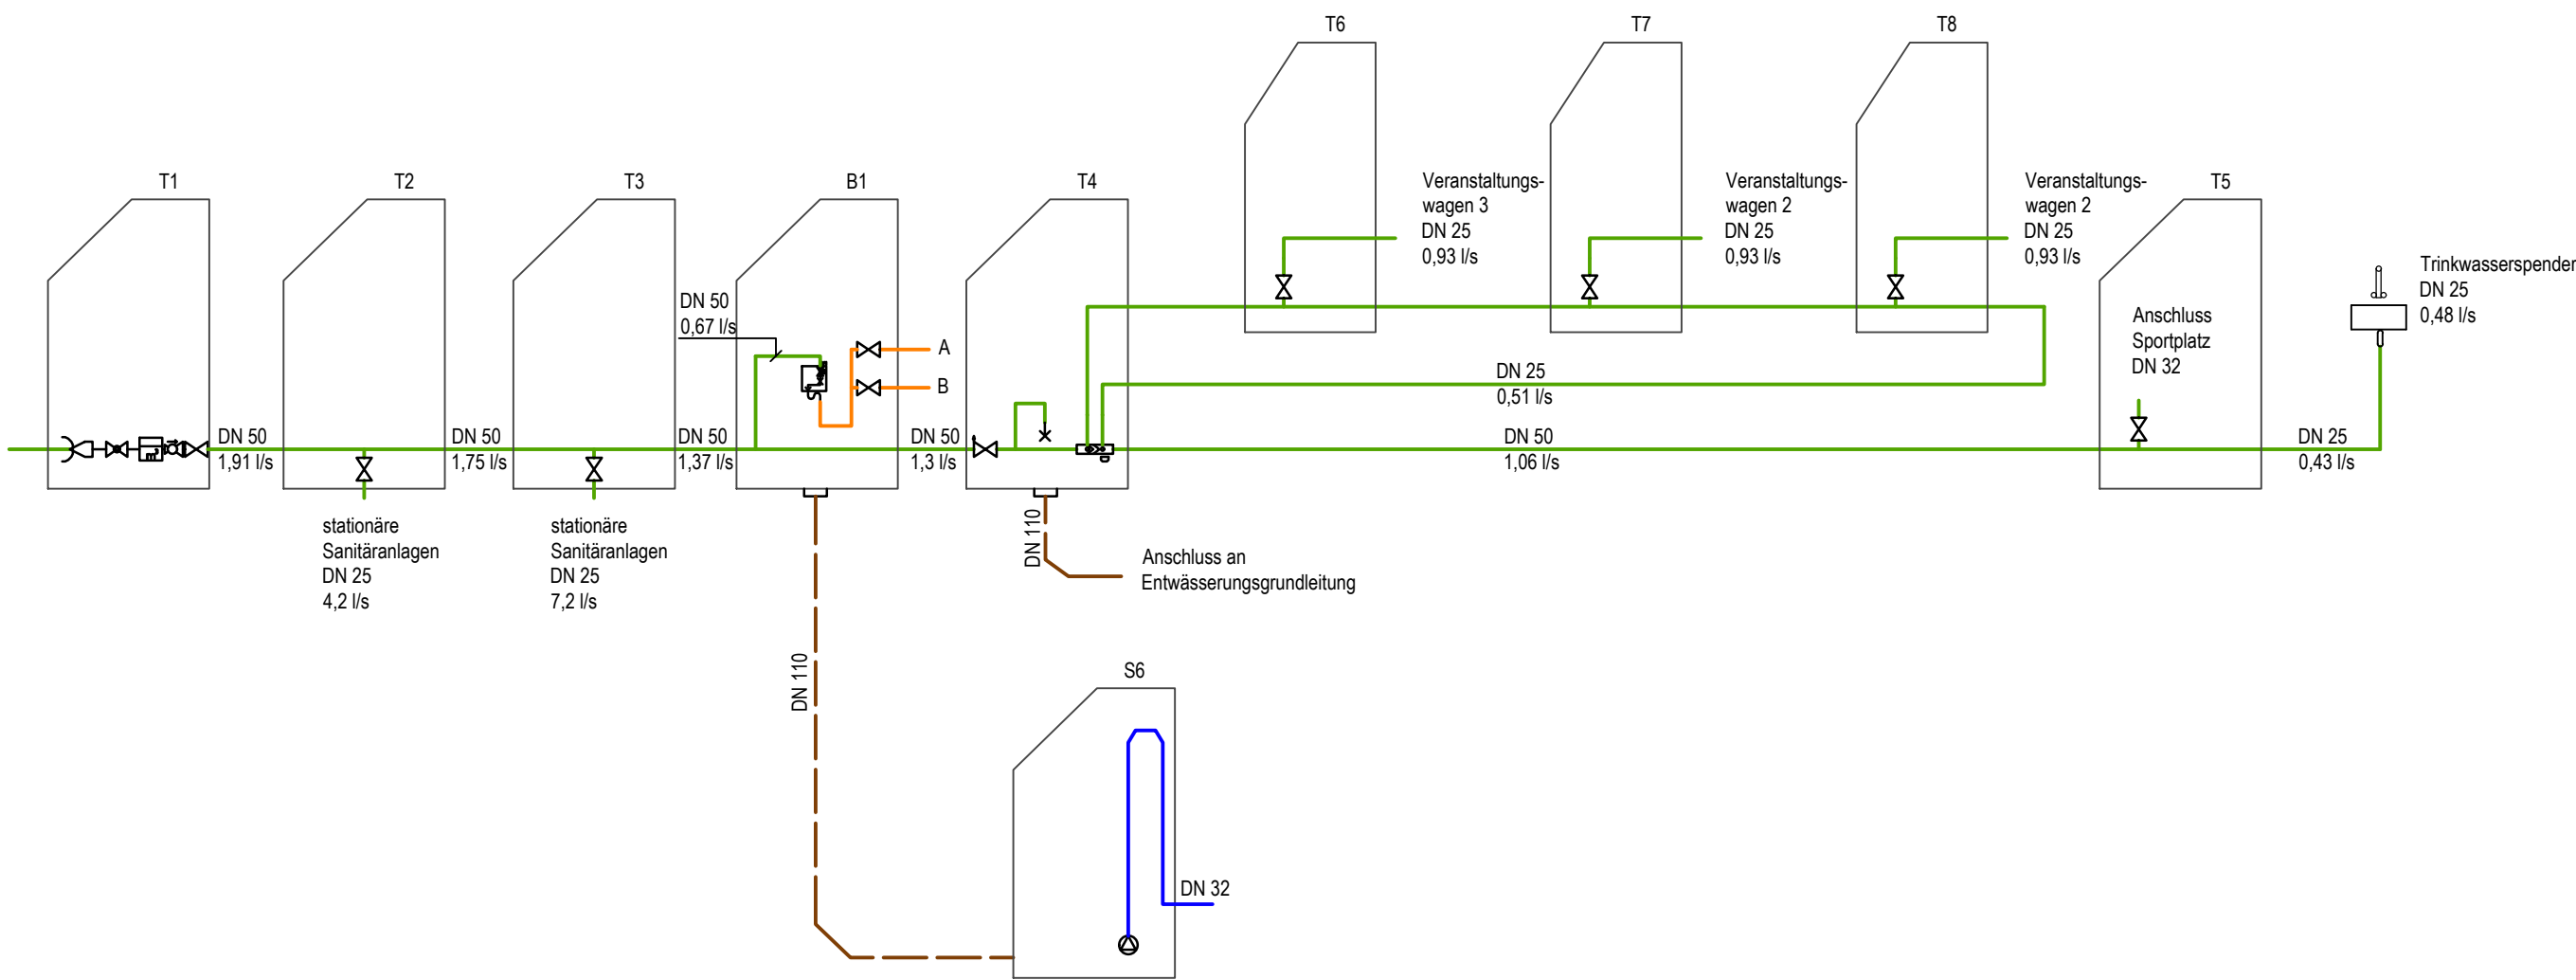 T6
T7
T8
T1
T2
T3
B1
T4
Veranstaltungs-
wagen 3
DN 25
0,93 l/s
Veranstaltungs-
wagen 2
DN 25
0,93 l/s
Veranstaltungs-
wagen 2
DN 25
0,93 l/s
T5
Trinkwasserspender
DN 25
0,48 l/s
Anschluss
Sportplatz
DN 32
DN 50
0,67 l/s
A
B
DN 25
0,51 l/s
DN 50
1,91 l/s
DN 50
1,75 l/s
DN 50
1,37 l/s
DN 50
1,3 l/s
DN 50
1,06 l/s
DN 25
0,43 l/s
stationäre
Sanitäranlagen
DN 25
4,2 l/s
stationäre
Sanitäranlagen
DN 25
7,2 l/s
DN 110
Anschluss an
Entwässerungsgrundleitung
DN 110
S6
DN 32